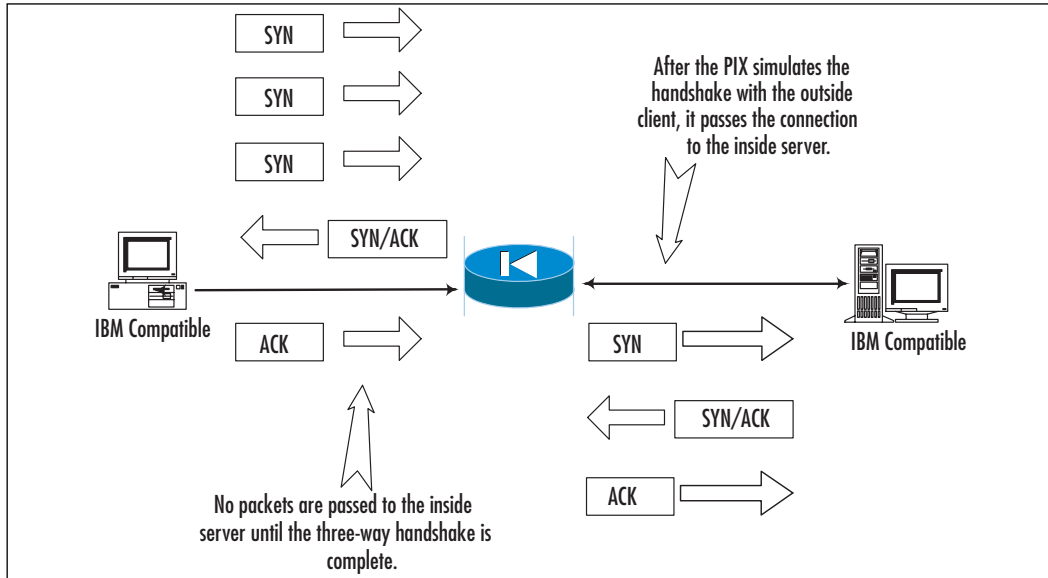 SYN
SYN
SYN
After the PIX simulates the
handshake with the outside
client, it passes the connection
to the inside server.
SYN/ACK
IBM Compatible
IBM Compatible
ACK
SYN
SYN/ACK
ACK
No packets are passed to the inside
server until the three-way handshake is
complete.